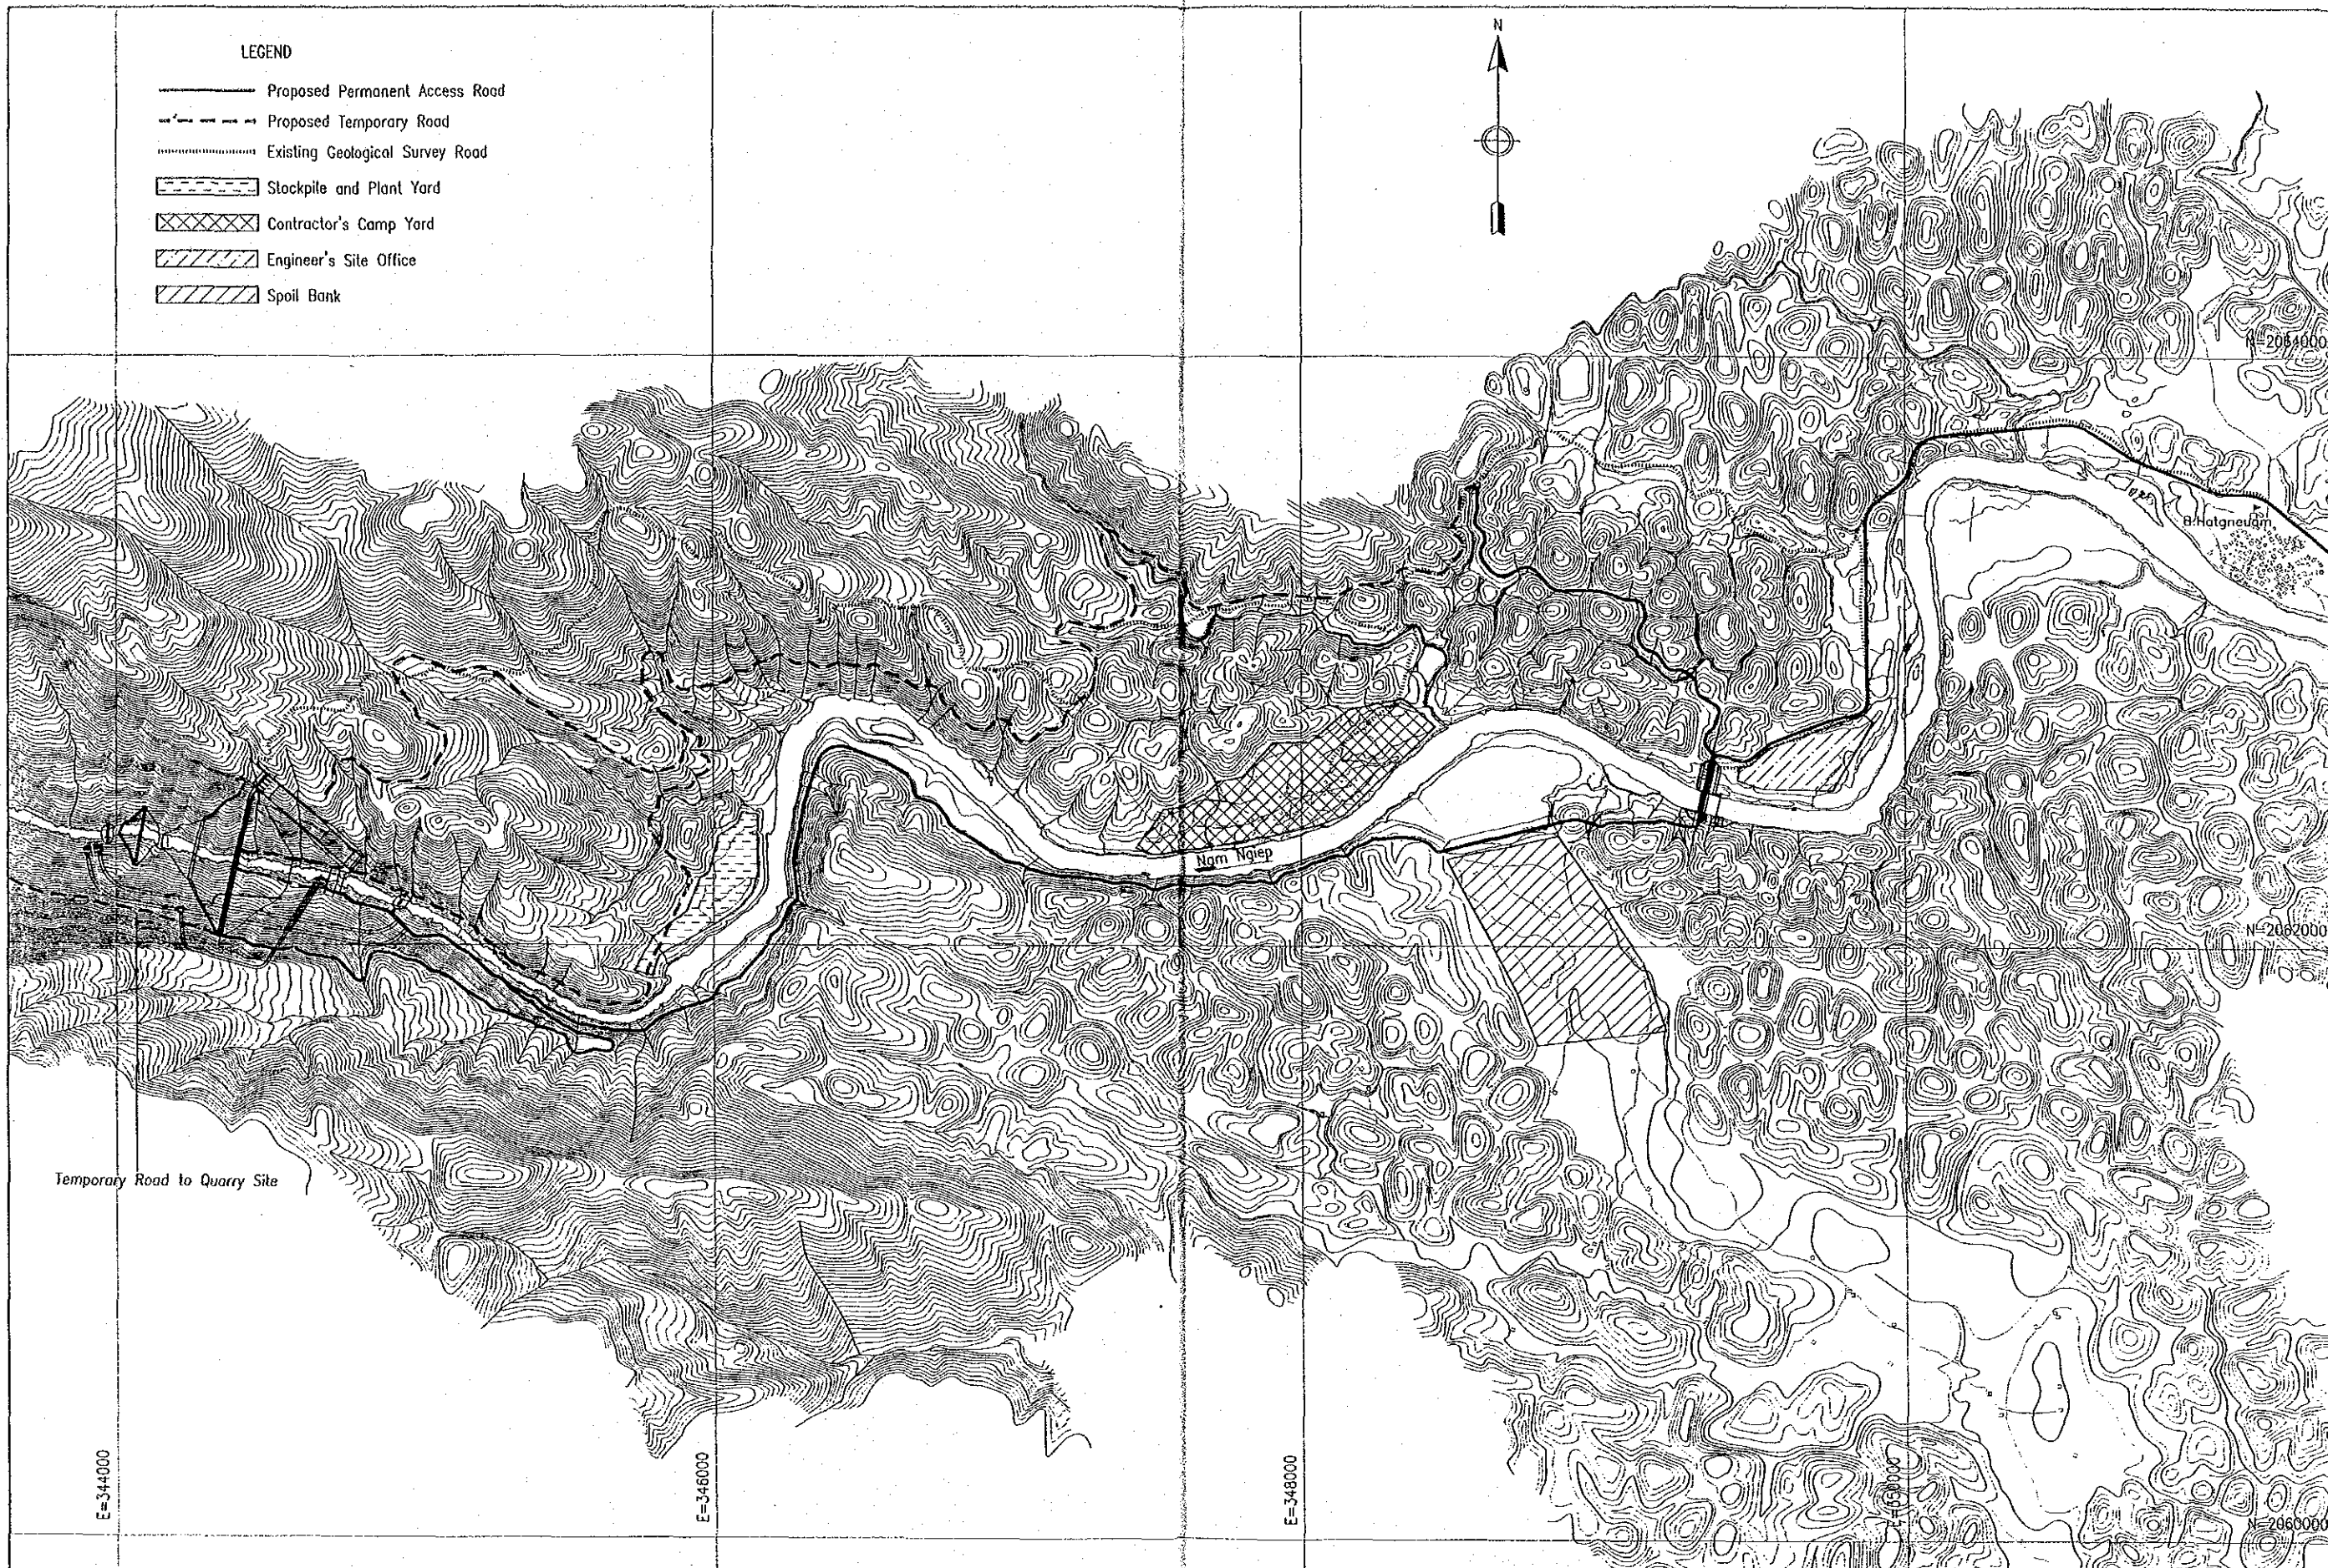 LEGEND
Proposed Permanent Access Road
Proposed Temporary Road
Existing Geological Survey Road
Stockpile and Plant Yard
Contractor's Camp Yard
Engineer's Site Office
Spoil Bank
N
N=2064000
B.Hatgneuam
Nam Ngiep
N=2062000
Temporary Road to Quarry Site
E=344000
E=346000
E=348000
E=350000
N=2060000